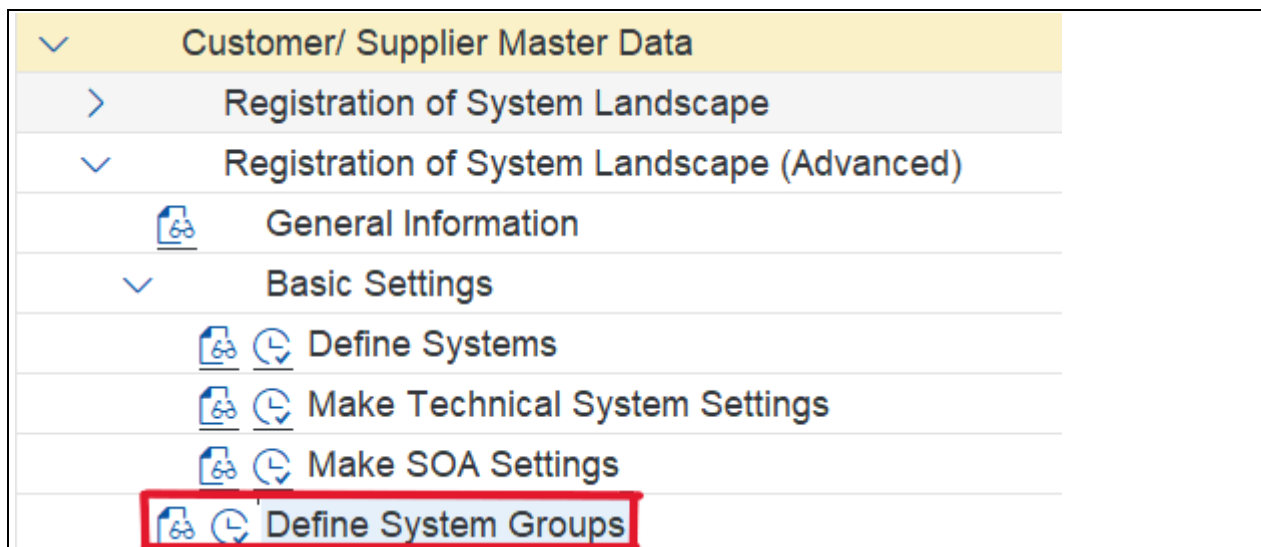 Customer/ Supplier Master Data
Registration of System Landscape
Registration of System Landscape (Advanced)
General Information
Basic Settings
Define Systems
Make Technical System Settings
Make SOA Settings
Define System Groups